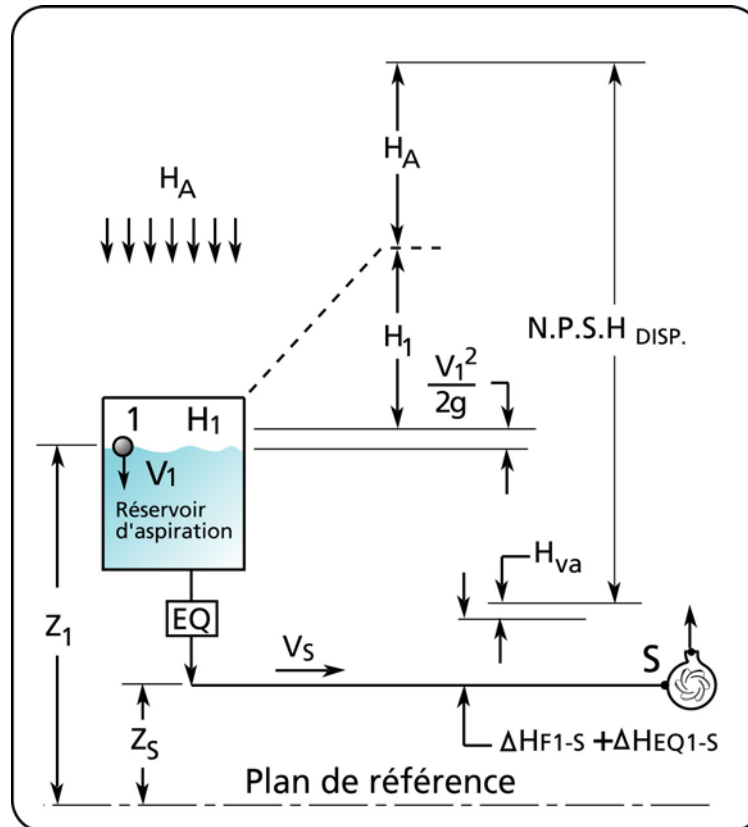 H_A
H_A
N.P.S.H DISP.
H_1
V_1^2
2g
1 H_1
V_1
Réservoir
d'aspiration
H_va
Z_1
EQ
V_S
S
Z_S
ΔH_F1-S + ΔH_EQ1-S
Plan de référence